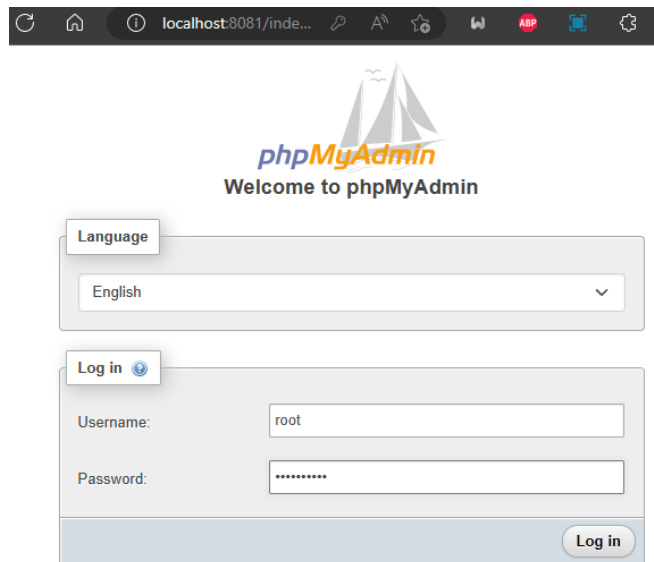 localhost:8081/inde...
ABP
phpMyAdmin
Welcome to phpMyAdmin
Language
English
Log in
Username:
root
Password:
••••••••••
Log in